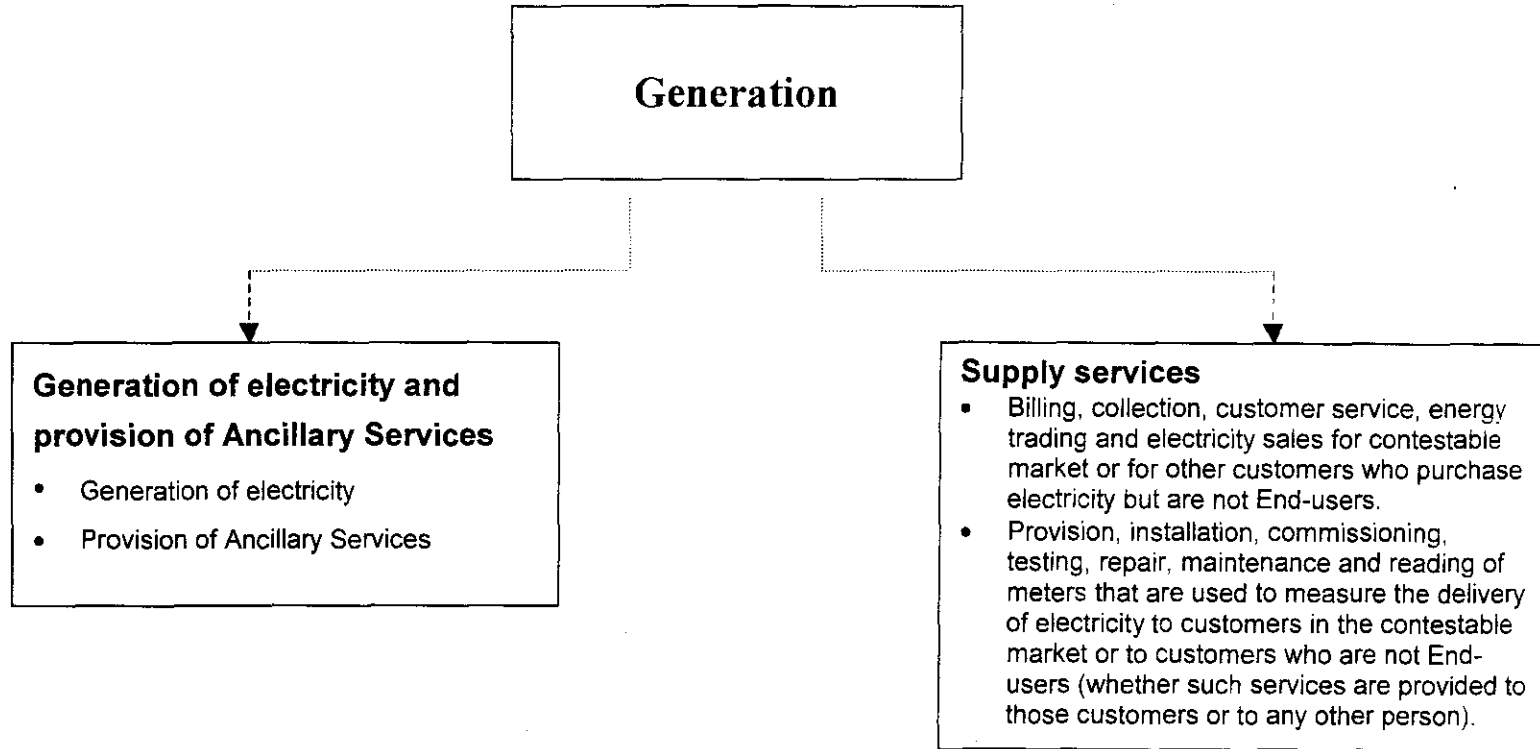 Generation
Generation of electricity and
provision of Ancillary Services
• Generation of electricity
• Provision of Ancillary Services
Supply services
• Billing, collection, customer service, energy
trading and electricity sales for contestable
market or for other customers who purchase
electricity but are not End-users.
• Provision, installation, commissioning,
testing, repair, maintenance and reading of
meters that are used to measure the delivery
of electricity to customers in the contestable
market or to customers who are not End-
users (whether such services are provided to
those customers or to any other person).